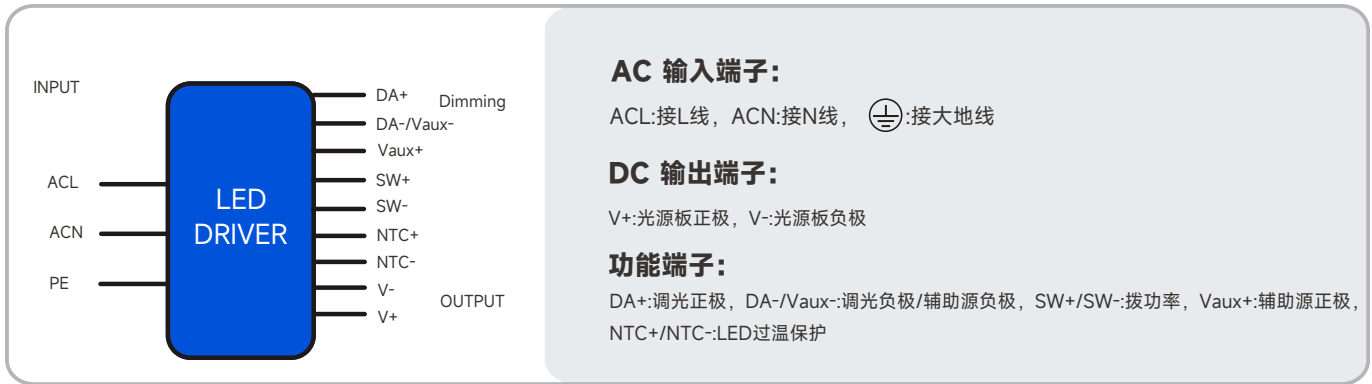 INPUT
ACL
ACN
PE
LED
DRIVER
DA+
Dimming
DA-/Vaux-
Vaux+
SW+
SW-
NTC+
NTC-
V-
OUTPUT
V+
AC 输入端子：
ACL:接L线，ACN:接N线， :接大地线
DC 输出端子：
V+:光源板正极，V-:光源板负极
功能端子：
DA+:调光正极，DA-/Vaux-:调光负极/辅助源负极，SW+/SW-:拨功率，Vaux+:辅助源正极，
NTC+/NTC-:LED过温保护